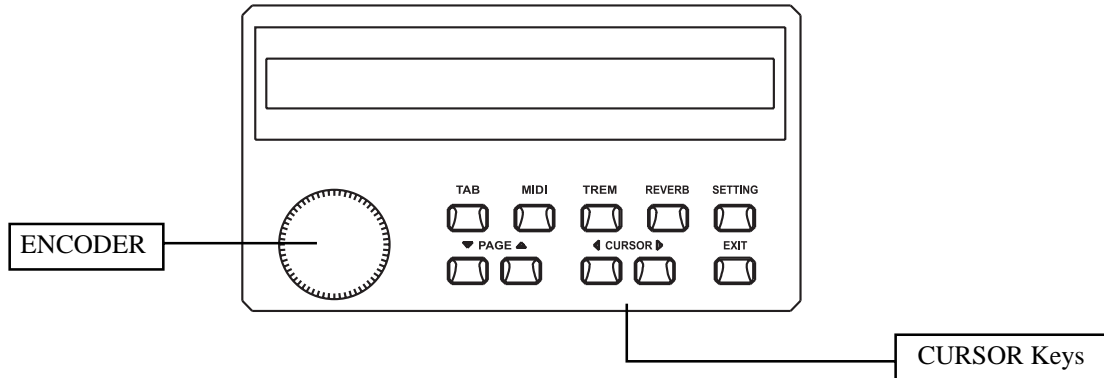 TAB MIDI TREM REVERB SETTING
ENCODER
▼ PAGE ▲ ◀ CURSOR ▶ EXIT
CURSOR Keys